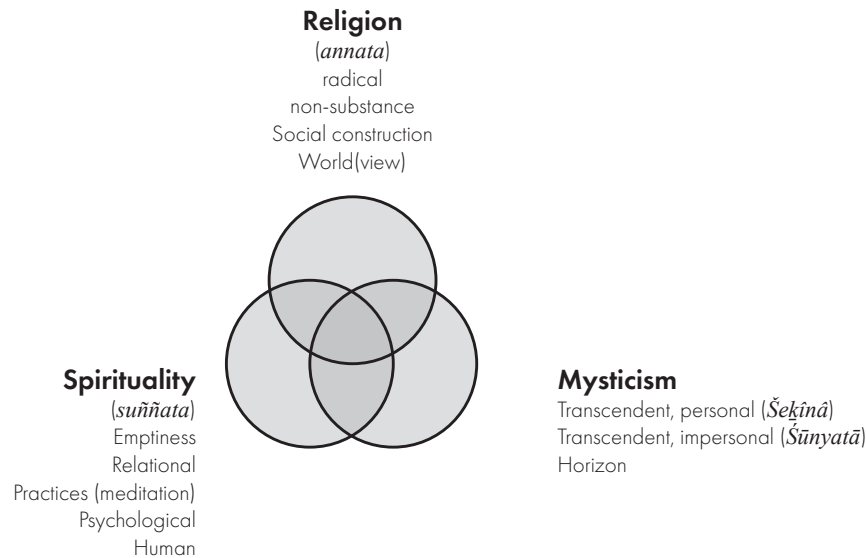 Religion
(annata)
radical
non-substance
Social construction
World(view)
Spirituality
(suññata)
Emptiness
Relational
Practices (meditation)
Psychological
Human
Mysticism
Transcendent, personal (Šeḵînâ)
Transcendent, impersonal (Śūnyatā)
Horizon